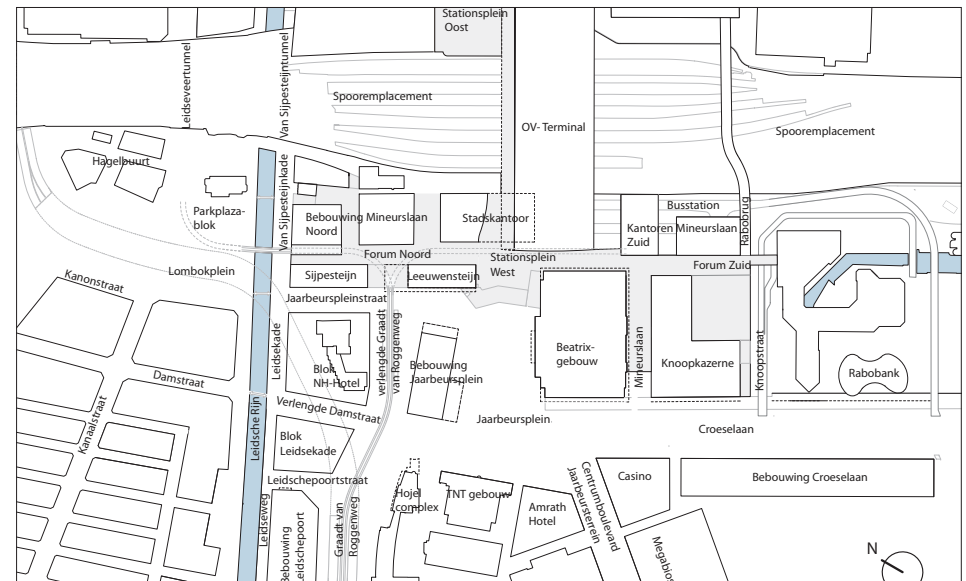 Stationsplein
Oost
Leidseveertunnel
Van Sijpesteijntunnel
Spooremplacement
OV- Terminal
Spooremplacement
Hagelbuurt
Van Sijpesteijnkade
Parkplaza-
blok
Bebouwing Mineurslaan
Noord
Stadskantoor
Busstation
Kantoren Mineurslaan
Zuid
Rabobrug
Forum Noord
Stationsplein
West
Forum Zuid
Lombokplein
Kanonstraat
Sijpesteijn
Leeuwensteijn
Jaarbeurspleinstraat
Leidsekade
verlengde Graadt
van Roggenweg
Blok
NH-Hotel
Bebouwing
Jaarbeursplein
Beatrix-
gebouw
Mineurslaan
Knoopkazerne
Knoopstraat
Rabobank
Damstraat
Kanaalstraat
Verlengde Damstraat
Jaarbeursplein
Croeselaan
Leidsche Rijn
Blok
Leidsekade
Leidschepoortstraat
Leidseweg
Bebouwing
Leidschepoort
Graadt van
Roggenweg
Hojel
complex
TNT gebouw
Amrath
Hotel
Centrumboulevard
Jaarbeursterrein
Casino
Bebouwing Croeselaan
N